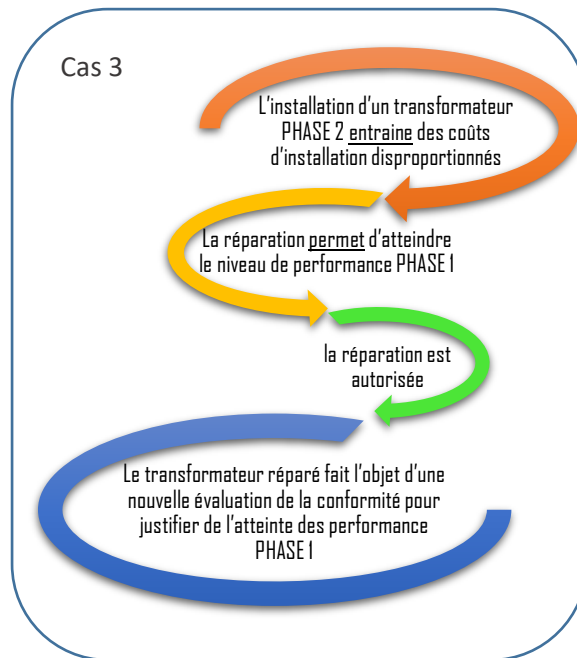 Cas 3
L'installation d'un transformateur
PHASE 2 entraine des coûts
d'installation disproportionnés
La réparation permet d'atteindre
le niveau de performance PHASE 1
la réparation est
autorisée
Le transformateur réparé fait l'objet d'une
nouvelle évaluation de la conformité pour
justifier de l'atteinte des performance
PHASE 1